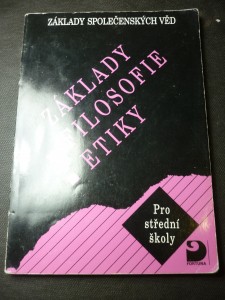 ZÁKLADY SPOLEČENSKÝCH VĚD
ZÁKLADY
FILOSOFIE
ETIKY
Pro
střední
školy
FORTUNA